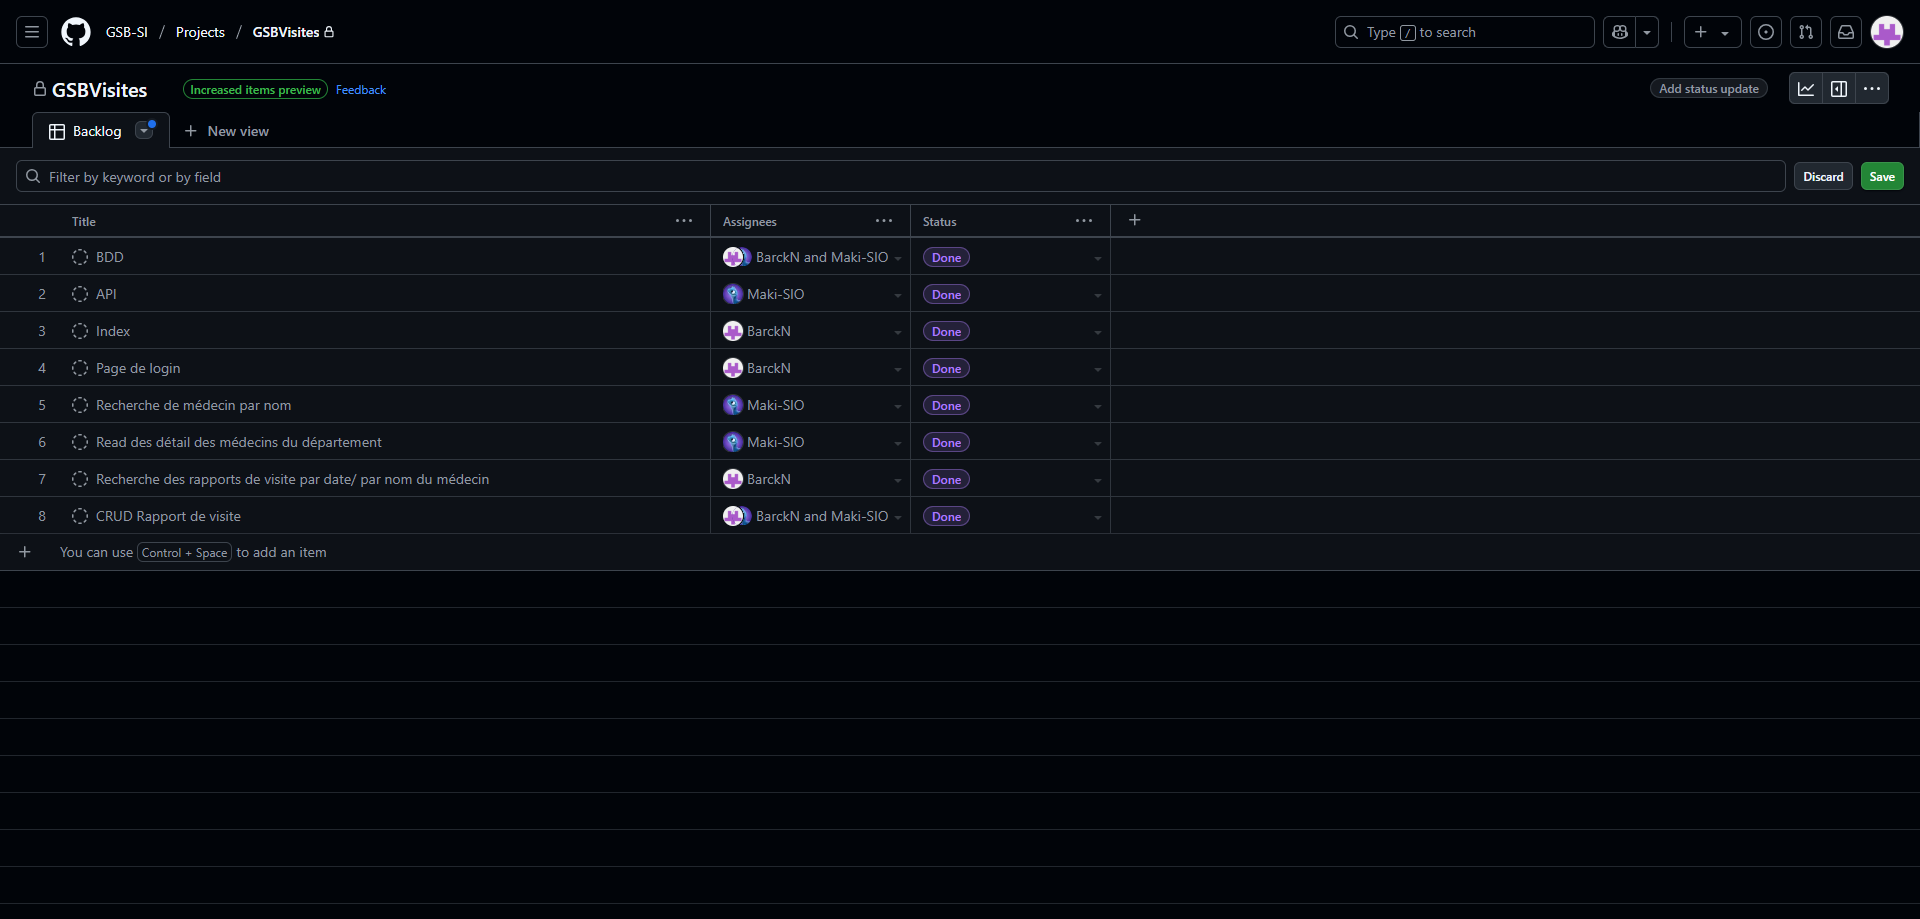 GSB-SI / Projects / GSBVisites
Type / to search
GSBVisites
Increased items preview
Feedback
Add status update
Backlog
New view
Filter by keyword or by field
Discard
Save
Title
Assignees
Status
1 BDD BarckN and Maki-SIO Done
2 API Maki-SIO Done
3 Index BarckN Done
4 Page de login BarckN Done
5 Recherche de médecin par nom Maki-SIO Done
6 Read des détail des médecins du département Maki-SIO Done
7 Recherche des rapports de visite par date/ par nom du médecin BarckN Done
8 CRUD Rapport de visite BarckN and Maki-SIO Done
You can use Control + Space to add an item